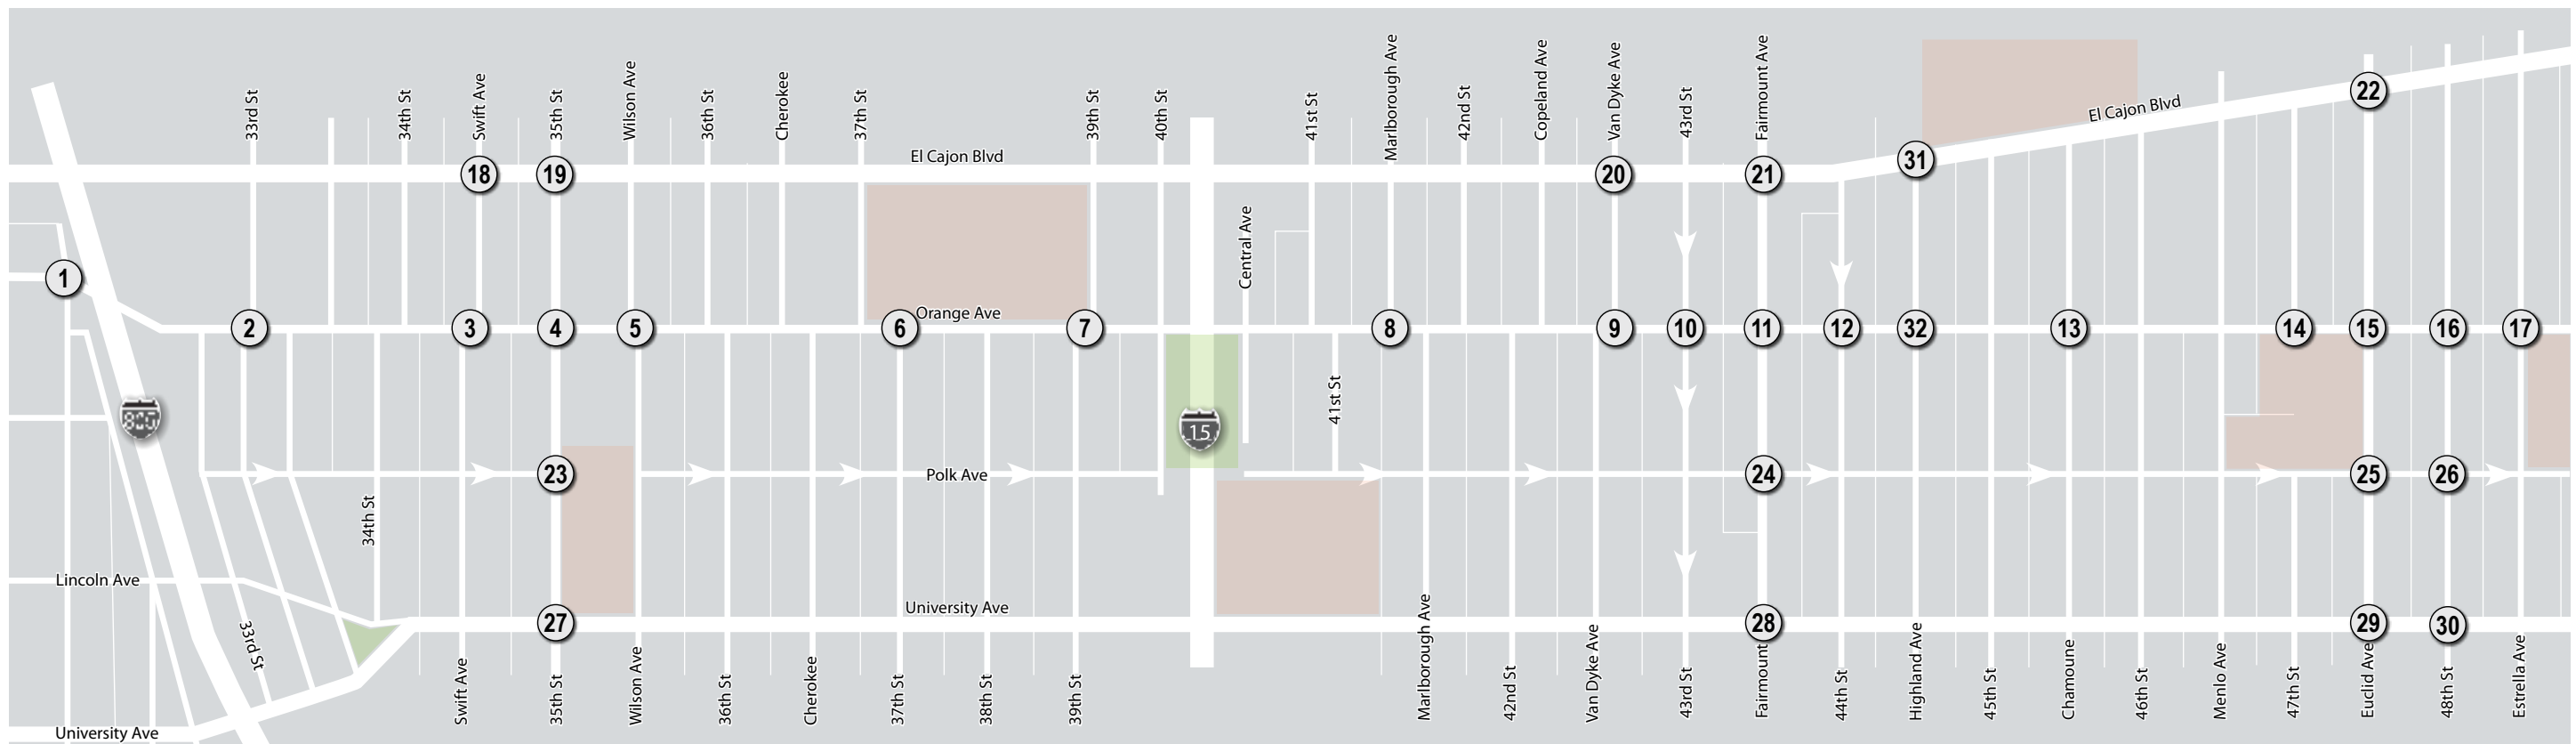 33rd St
34th St
Swift Ave
35th St
Wilson Ave
36th St
Cherokee
37th St
39th St
40th St
41st St
Marlborough Ave
42nd St
Copeland Ave
Van Dyke Ave
43rd St
Fairmount Ave
El Cajon Blvd
22
El Cajon Blvd
18
19
20
21
31
Central Ave
1
Orange Ave
2
3
4
5
6
7
8
9
10
11
12
32
13
14
15
16
17
41st St
805
15
23
Polk Ave
24
25
26
34th St
Lincoln Ave
University Ave
27
28
29
30
33rd St
Swift Ave
35th St
Wilson Ave
36th St
Cherokee
37th St
38th St
39th St
Marlborough Ave
42nd St
Van Dyke Ave
43rd St
Fairmount
44th St
Highland Ave
45th St
Chamoune
46th St
Menlo Ave
47th St
Euclid Ave
48th St
Estrella Ave
University Ave